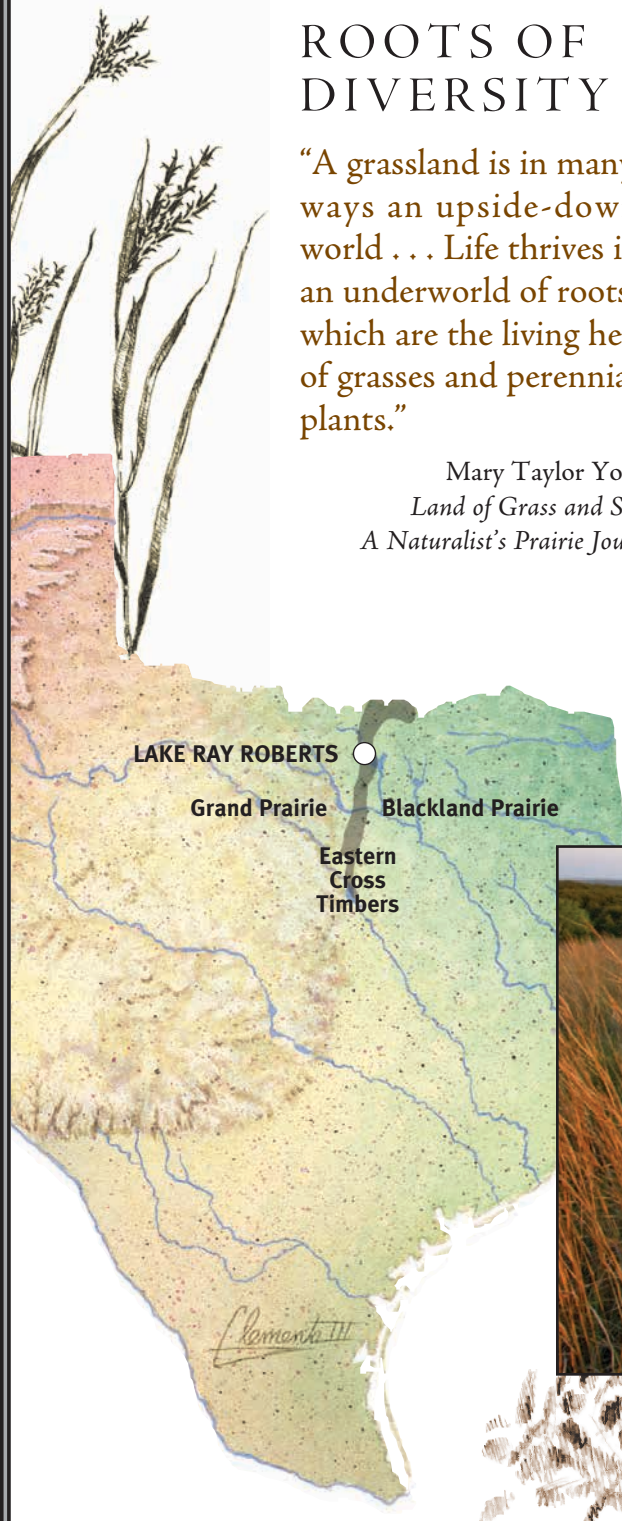 ROOTS OF
DIVERSITY
“A grassland is in many
ways an upside-dow
world . . . Life thrives i
an underworld of roots
which are the living he
of grasses and perennia
plants.”
Mary Taylor Yo
Land of Grass and S
A Naturalist’s Prairie Jou
LAKE RAY ROBERTS
Grand Prairie
Blackland Prairie
Eastern
Cross
Timbers
Clements III